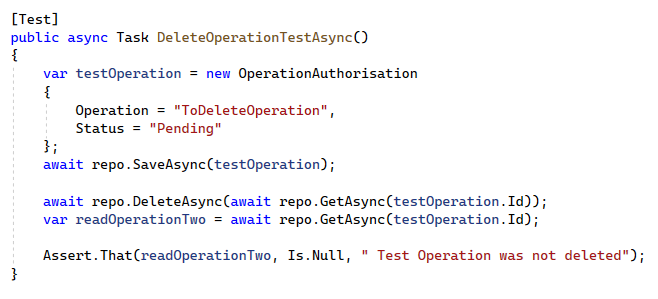 [Test]
public async Task DeleteOperationTestAsync()
{
    var testOperation = new OperationAuthorisation
    {
        Operation = "ToDeleteOperation",
        Status = "Pending"
    };
    await repo.SaveAsync(testOperation);

    await repo.DeleteAsync(await repo.GetAsync(testOperation.Id));
    var readOperationTwo = await repo.GetAsync(testOperation.Id);

    Assert.That(readOperationTwo, Is.Null, " Test Operation was not deleted");
}